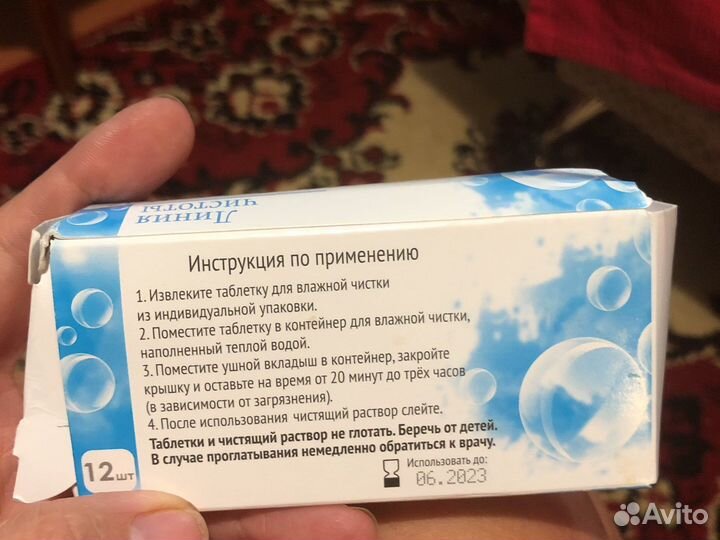 Линия
чистоты
Инструкция по применению
1. Извлеките таблетку для влажной чистки
из индивидуальной упаковки.
2. Поместите таблетку в контейнер для влажной чистки,
наполненный теплой водой.
3. Поместите ушной вкладыш в контейнер, закройте
крышку и оставьте на время от 20 минут до трёх часов
(в зависимости от загрязнения).
4. После использования чистящий раствор слейте.
Таблетки и чистящий раствор не глотать. Беречь от детей.
В случае проглатывания немедленно обратиться к врачу.
Использовать до:
06.2023
12 шт
Avito